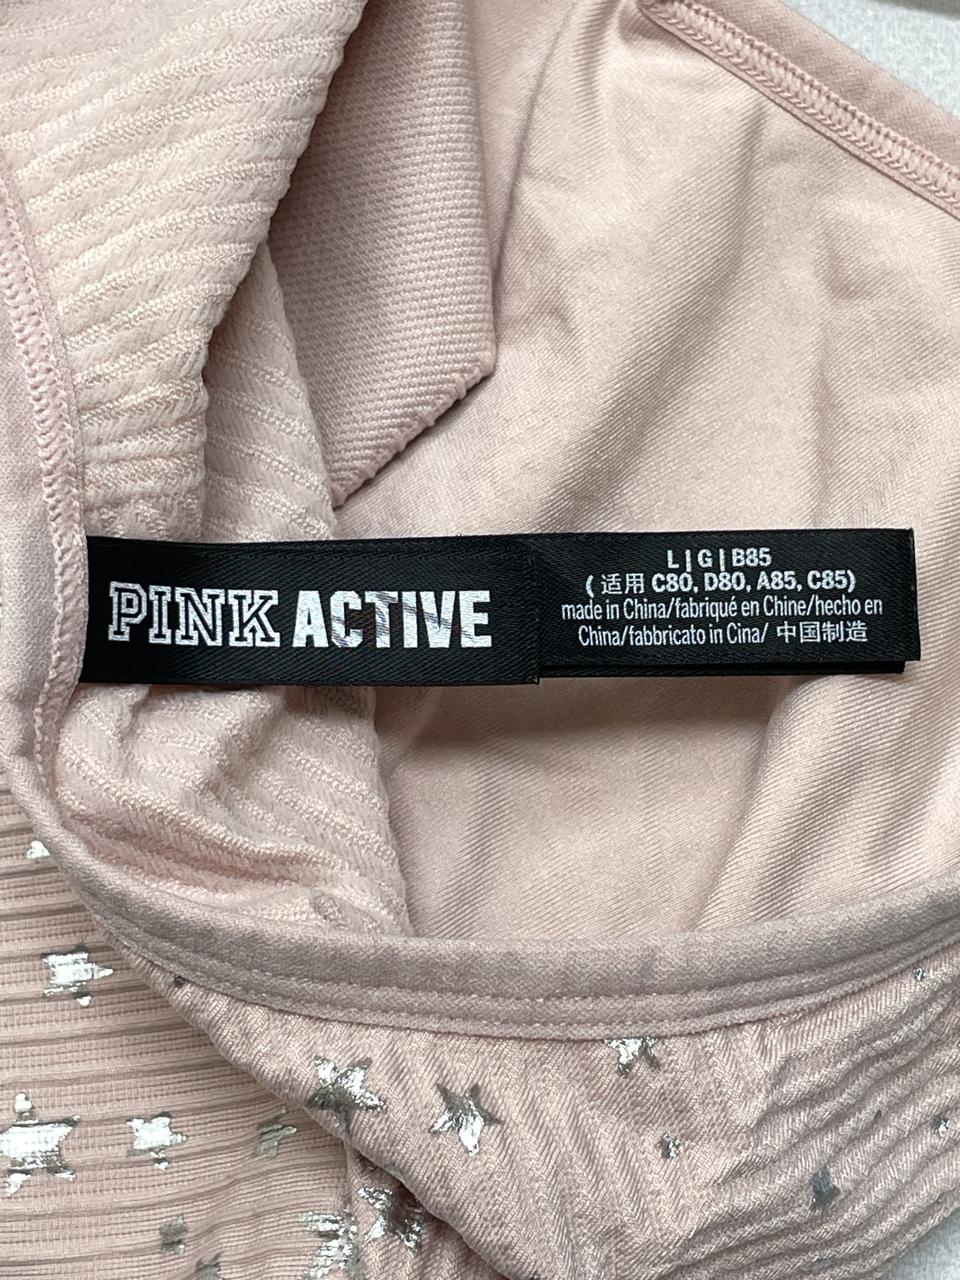 PINK ACTIVE
L | G | B85
( 适用 C80, D80, A85, C85)
made in China/fabriqué en Chine/hecho en
China/fabbricato in Cina/ 中国制造